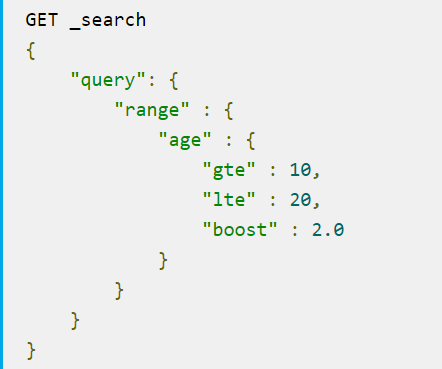 GET _search
{
    "query": {
        "range" : {
            "age" : {
                "gte" : 10,
                "lte" : 20,
                "boost" : 2.0
            }
        }
    }
}